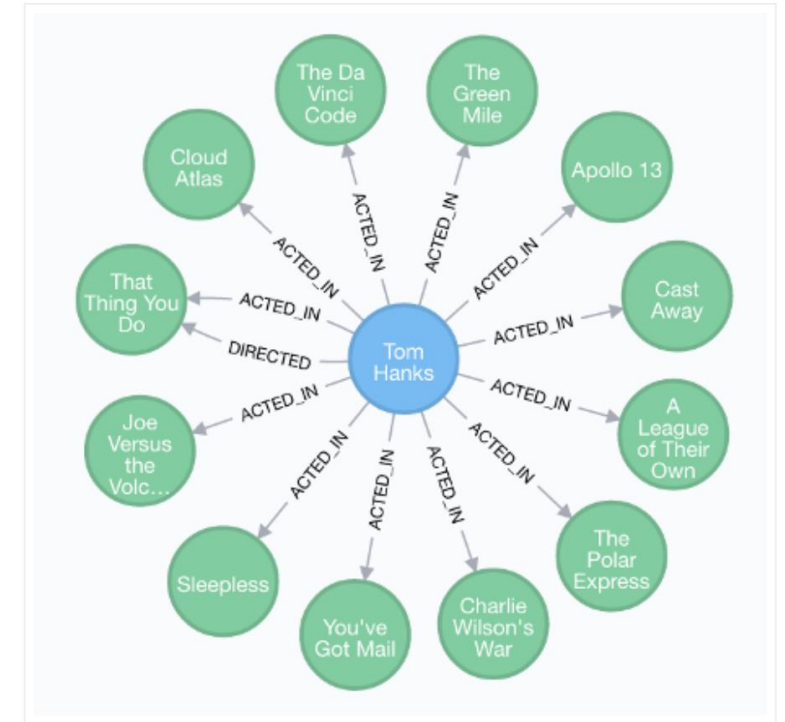 The Da
Vinci
Code
The
Green
Mile
Cloud
Atlas
Apollo 13
ACTED_IN
ACTED_IN
ACTED_IN
ACTED_IN
That
Thing You
Do
ACTED_IN
DIRECTED
Tom
Hanks
ACTED_IN
Cast
Away
ACTED_IN
ACTED_IN
A
League
of Their
Own
Joe
Versus
the
Volc...
ACTED_IN
ACTED_IN
ACTED_IN
ACTED_IN
The
Polar
Express
Sleepless
You've
Got Mail
Charlie
Wilson's
War